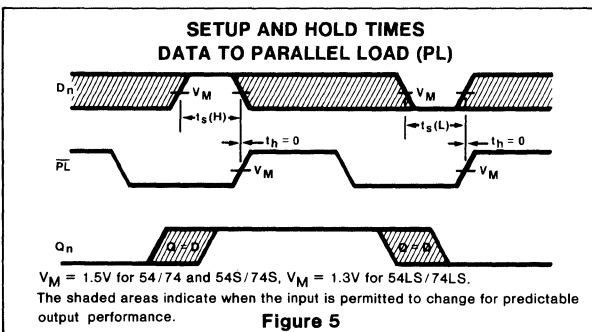 SETUP AND HOLD TIMES
DATA TO PARALLEL LOAD (PL)
Dn
VM
VM
ts(H)
ts(L)
th = 0
th = 0
PL
VM
VM
Qn
Q = D
Q = D
VM = 1.5V for 54/74 and 54S/74S, VM = 1.3V for 54LS/74LS.
The shaded areas indicate when the input is permitted to change for predictable
output performance.
Figure 5